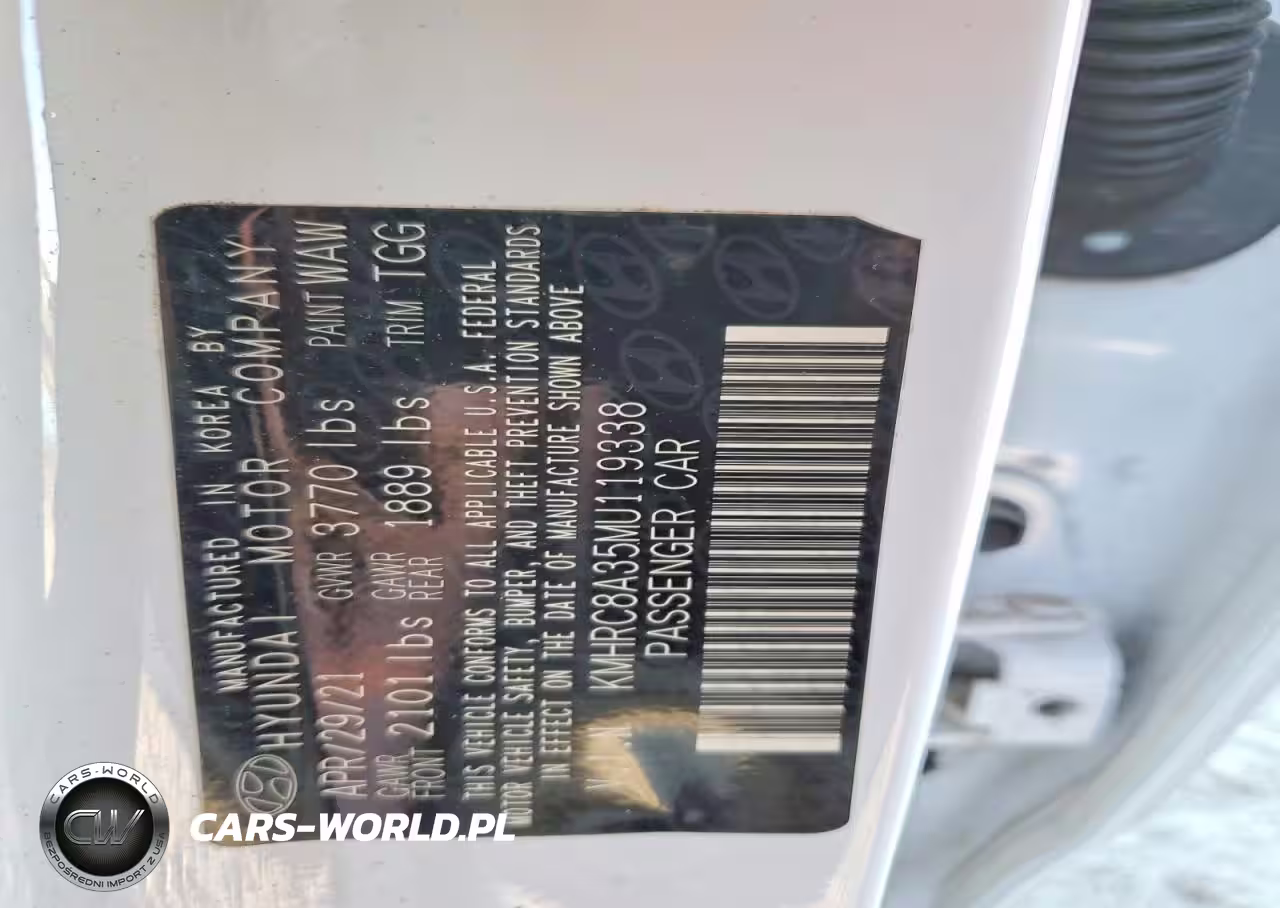 MANUFACTURED IN KOREA BY
HYUNDAI MOTOR COMPANY
APR/29/21 GVWR 3770 lbs PAINT WAW
GAWR FRONT 2101 lbs GAWR REAR 1889 lbs TRIM TGG
THIS VEHICLE CONFORMS TO ALL APPLICABLE U.S.A. FEDERAL
MOTOR VEHICLE SAFETY, BUMPER, AND THEFT PREVENTION STANDARDS
IN EFFECT ON THE DATE OF MANUFACTURE SHOWN ABOVE
KMHRC8A35MU119338
PASSENGER CAR
CARS-WORLD
CW
BEZPOŚREDNI IMPORT Z USA
CARS-WORLD.PL